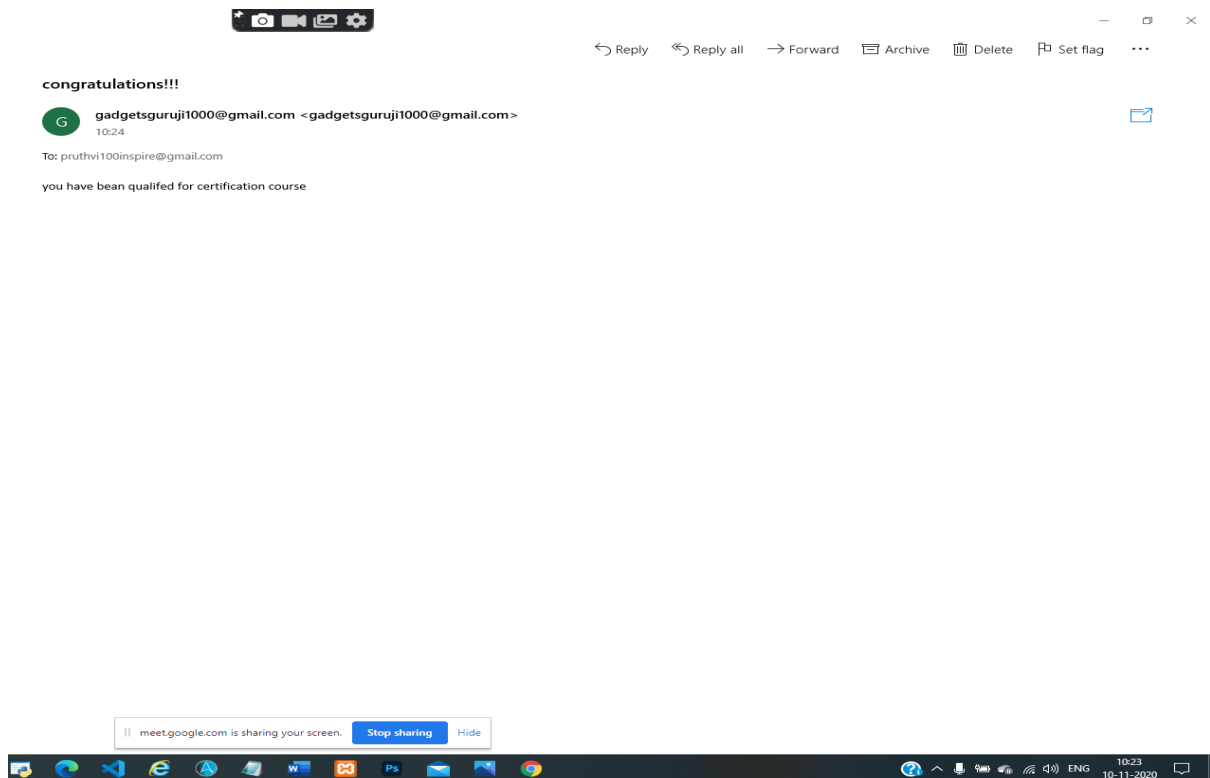 Reply Reply all Forward Archive Delete Set flag
congratulations!!!
G
gadgetsguruji1000@gmail.com <gadgetsguruji1000@gmail.com>
10:24
To: pruthvi100inspire@gmail.com
you have bean qualifed for certification course
meet.google.com is sharing your screen. Stop sharing Hide
W Ps ENG 10:23
10-11-2020